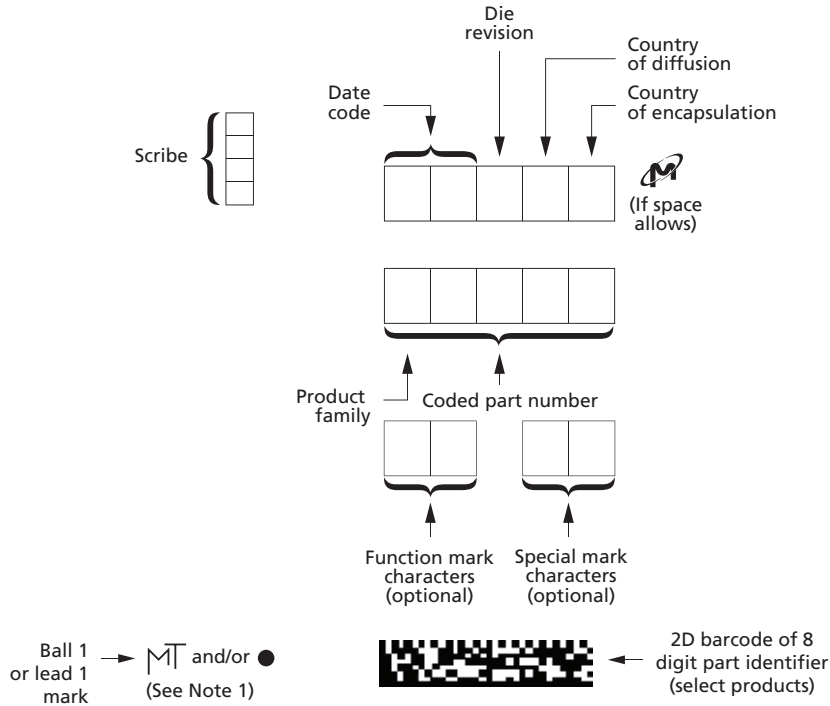 Die
revision
Country
of diffusion
Date
code
Country
of encapsulation
Scribe
M
(If space
allows)
Product
family
Coded part number
Function mark
characters
(optional)
Special mark
characters
(optional)
Ball 1
or lead 1
mark
MT and/or
(See Note 1)
2D barcode of 8
digit part identifier
(select products)